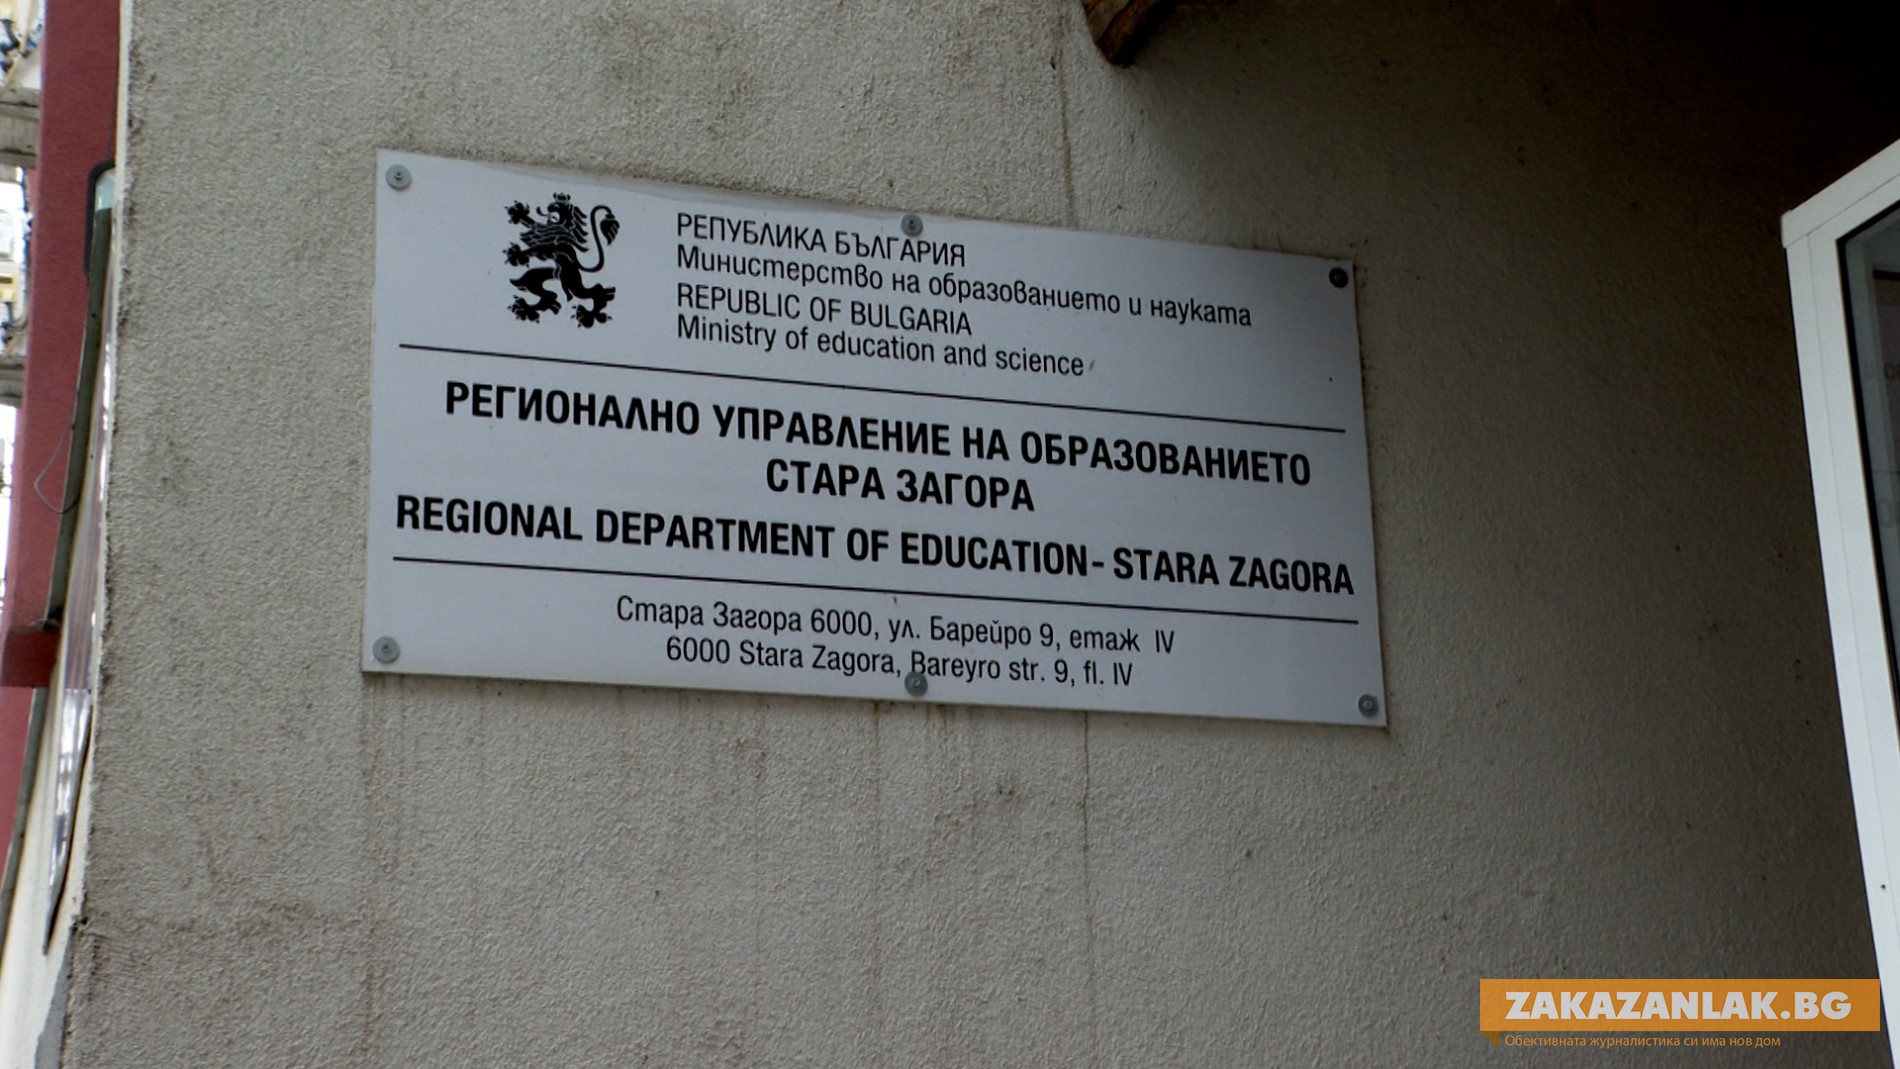 РЕПУБЛИКА БЪЛГАРИЯ
Министерство на образованието и науката
REPUBLIC OF BULGARIA
Ministry of education and science
РЕГИОНАЛНО УПРАВЛЕНИЕ НА ОБРАЗОВАНИЕТО
СТАРА ЗАГОРА
REGIONAL DEPARTMENT OF EDUCATION - STARA ZAGORA
Стара Загора 6000, ул. Барейро 9, етаж IV
6000 Stara Zagora, Bareyro str. 9, fl. IV
ZAKAZANLAK.BG
Обективната журналистика си има нов дом